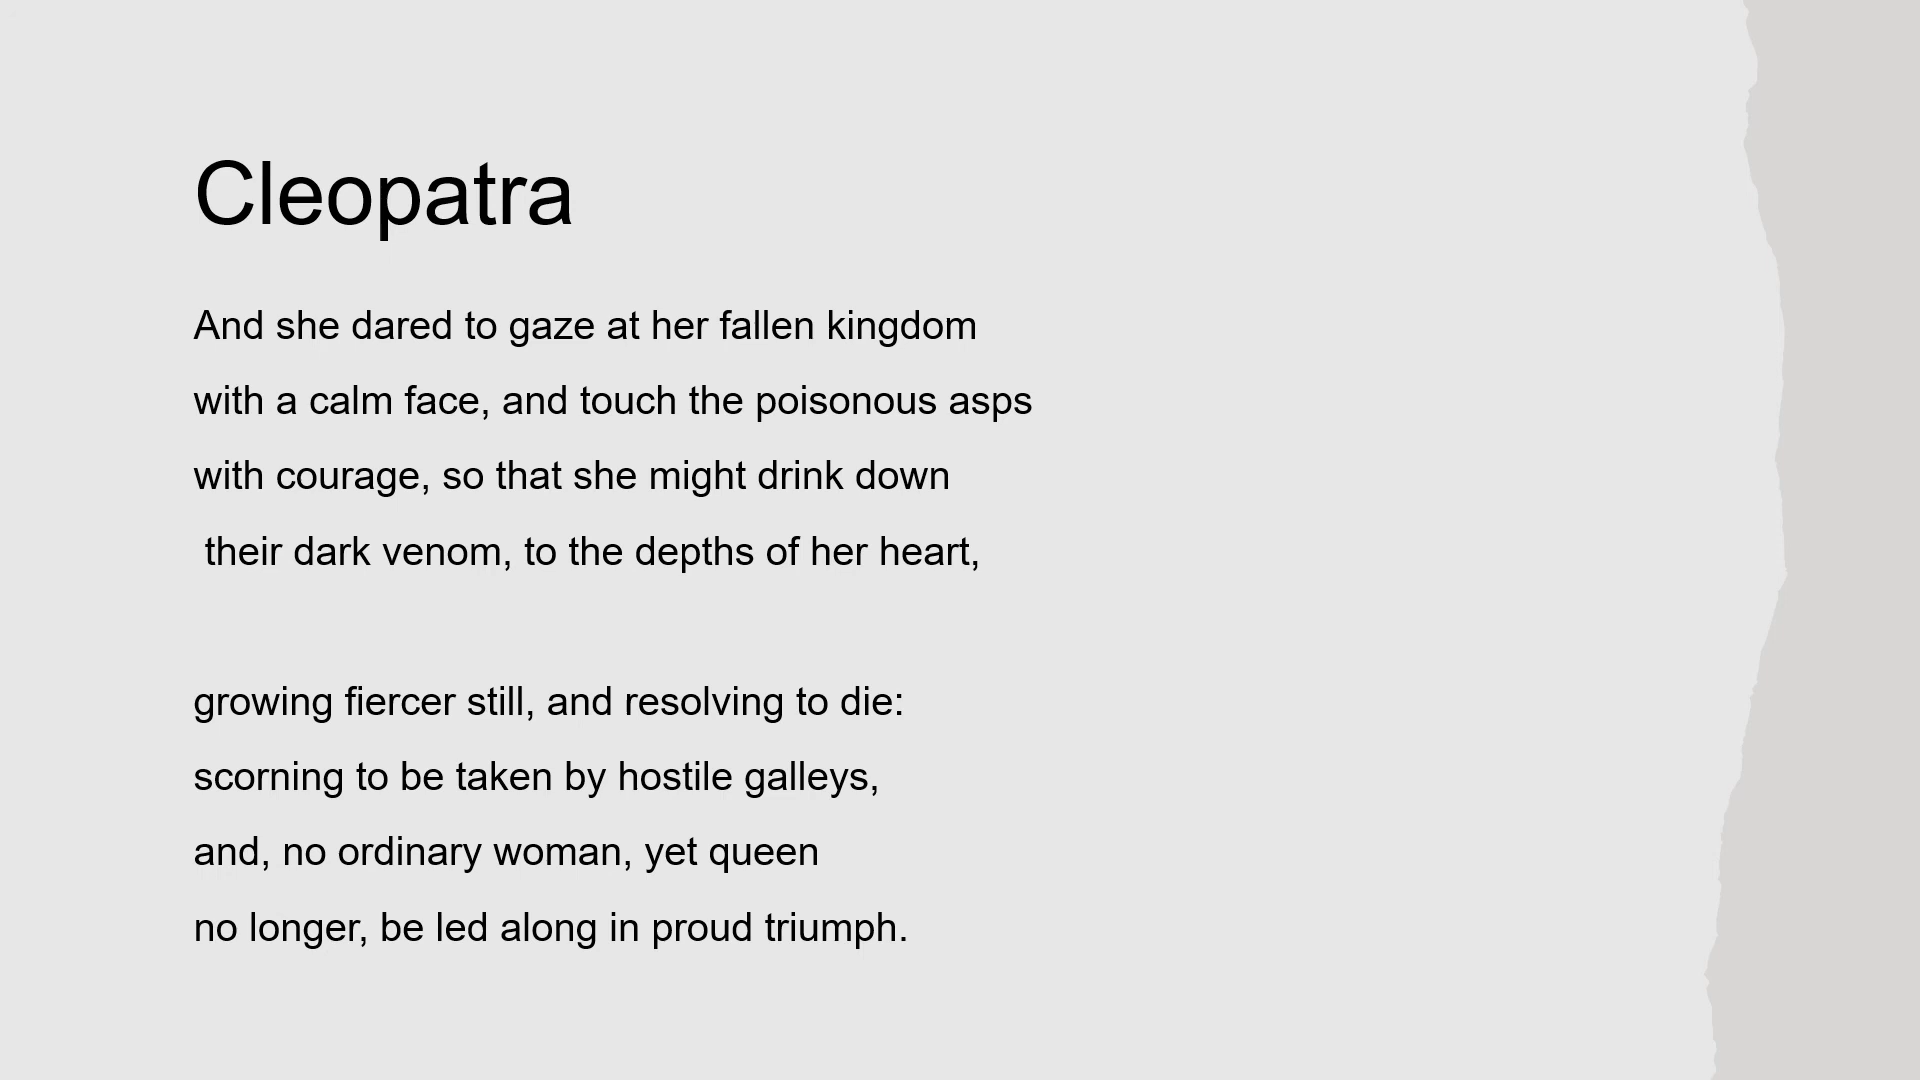 Cleopatra
And she dared to gaze at her fallen kingdom
with a calm face, and touch the poisonous asps
with courage, so that she might drink down
their dark venom, to the depths of her heart,
growing fiercer still, and resolving to die:
scorning to be taken by hostile galleys,
and, no ordinary woman, yet queen
no longer, be led along in proud triumph.